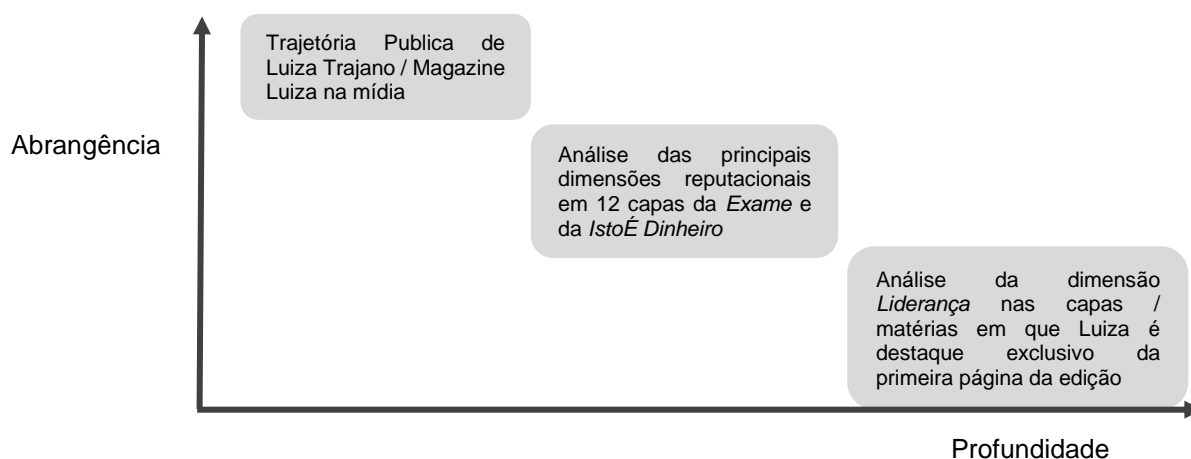 Trajetória Publica de
Luiza Trajano / Magazine
Luiza na mídia
Abrangência
Análise das principais
dimensões reputacionais
em 12 capas da Exame e
da IstoÉ Dinheiro
Análise da dimensão
Liderança nas capas /
matérias em que Luiza é
destaque exclusivo da
primeira página da edição
Profundidade